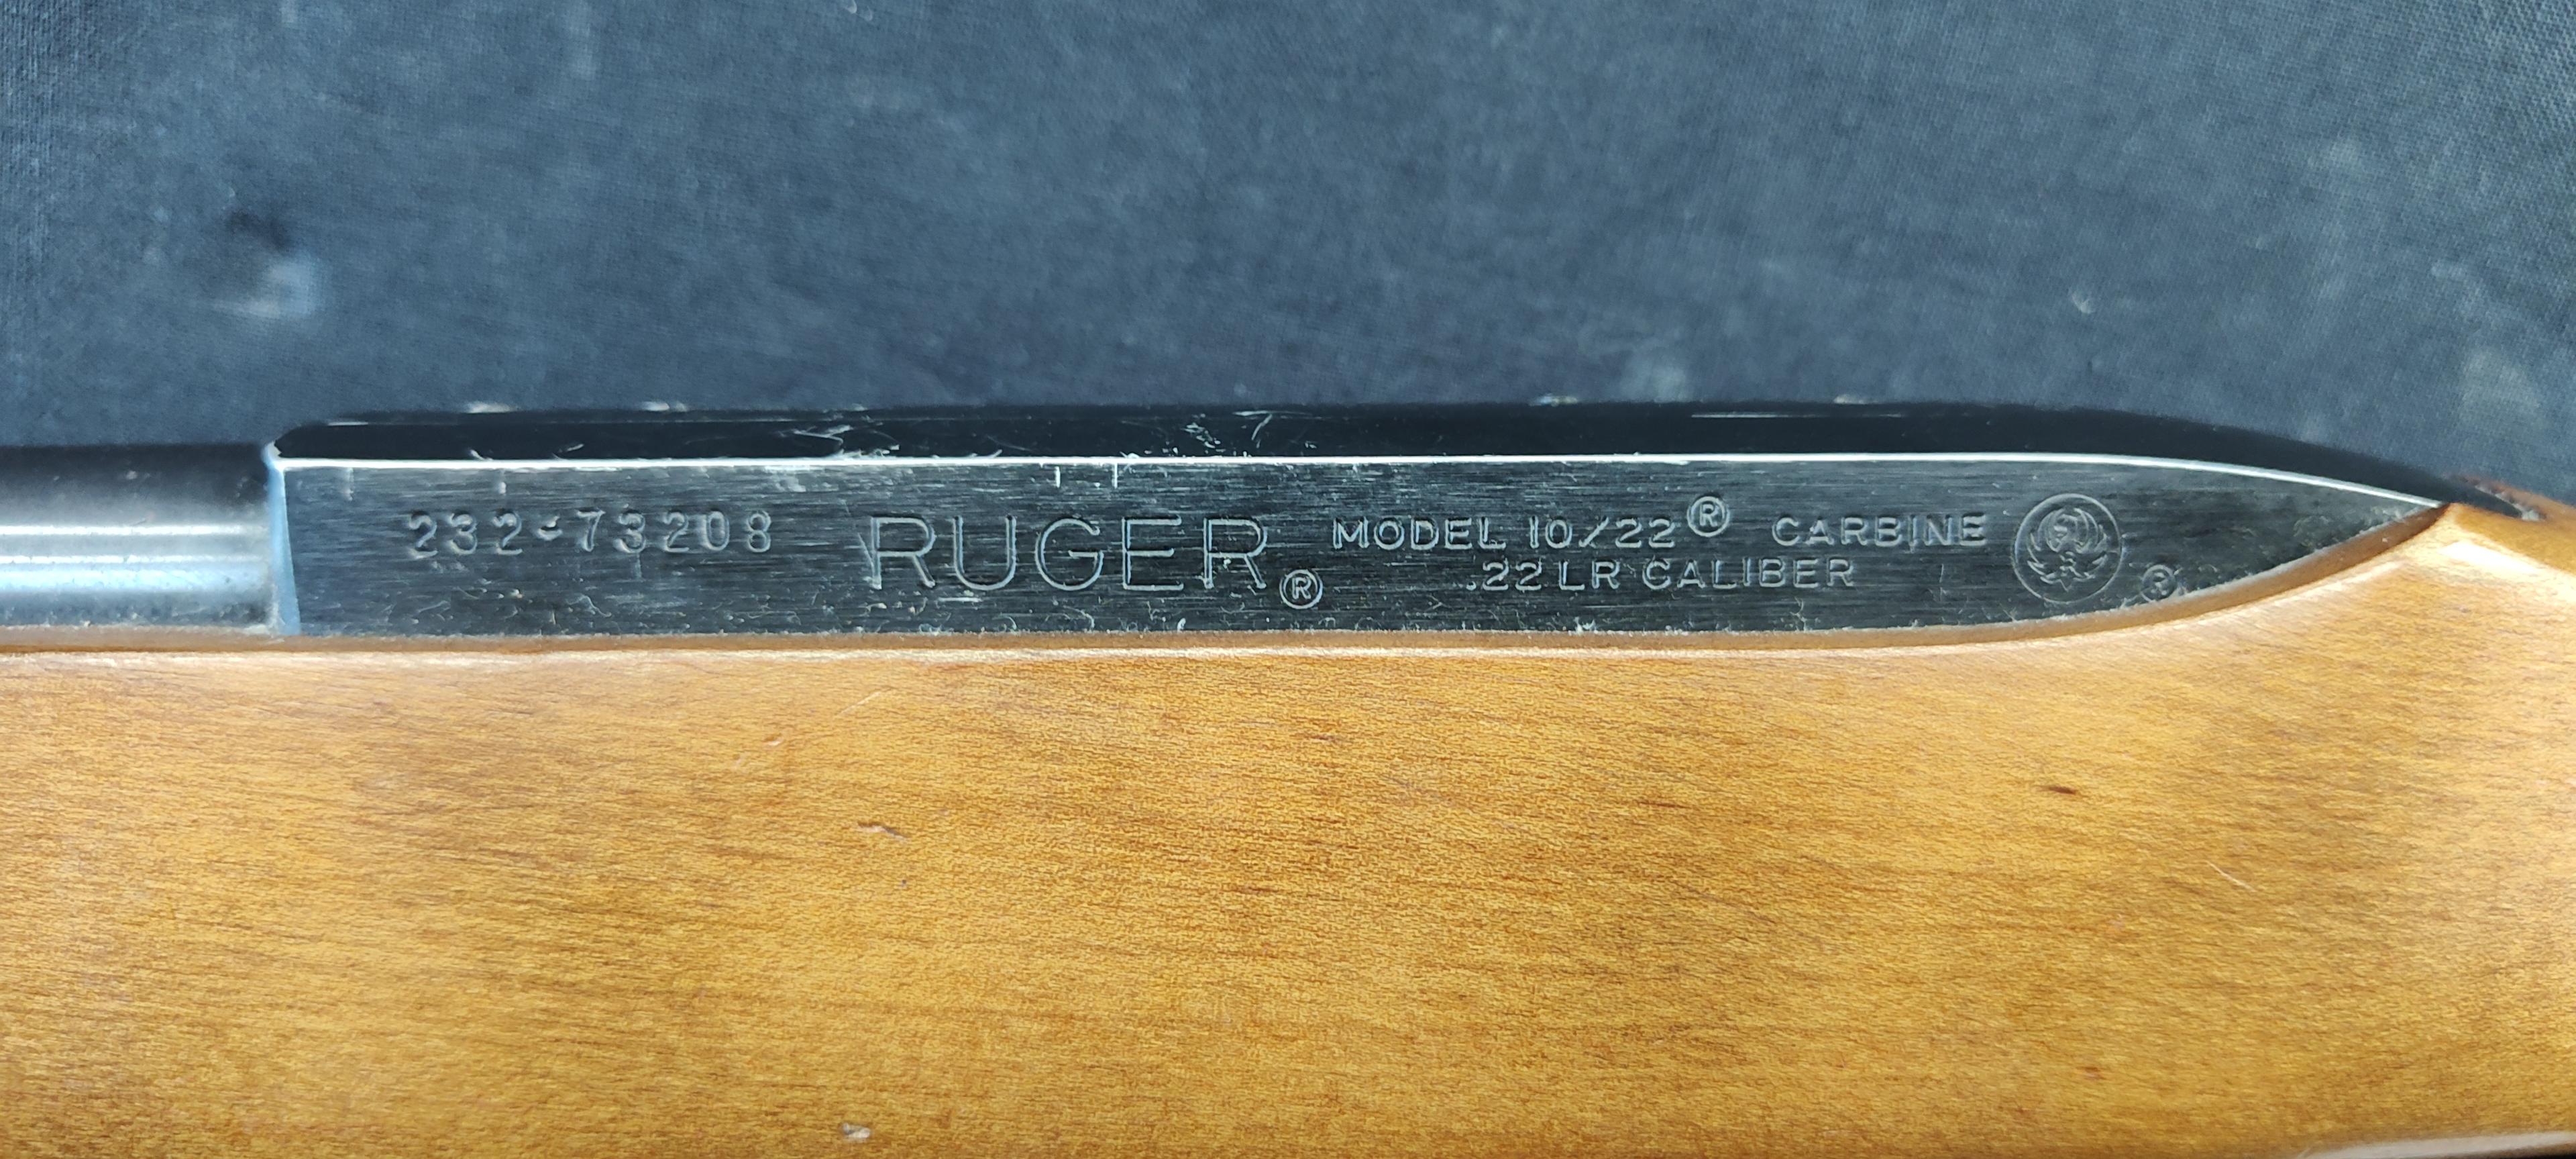 232-73208 RUGER® MODEL 10/22® CARBINE
.22 LR CALIBER
®